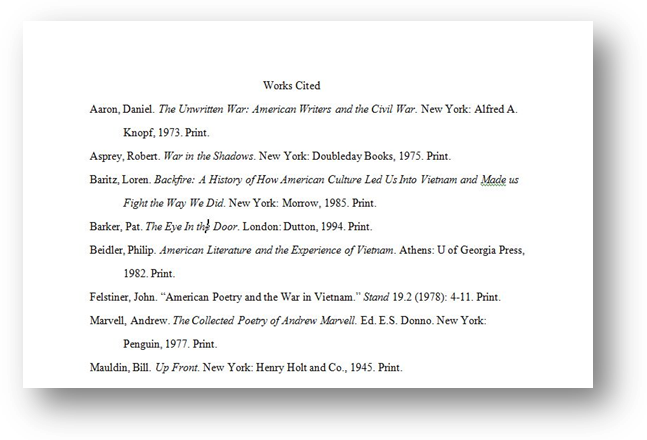 Works Cited
Aaron, Daniel. The Unwritten War: American Writers and the Civil War. New York: Alfred A.
Knopf, 1973. Print.
Asprey, Robert. War in the Shadows. New York: Doubleday Books, 1975. Print.
Baritz, Loren. Backfire: A History of How American Culture Led Us Into Vietnam and Made us
Fight the Way We Did. New York: Morrow, 1985. Print.
Barker, Pat. The Eye In the Door. London: Dutton, 1994. Print.
Beidler, Philip. American Literature and the Experience of Vietnam. Athens: U of Georgia Press,
1982. Print.
Felstiner, John. “American Poetry and the War in Vietnam.” Stand 19.2 (1978): 4-11. Print.
Marvell, Andrew. The Collected Poetry of Andrew Marvell. Ed. E.S. Donno. New York:
Penguin, 1977. Print.
Mauldin, Bill. Up Front. New York: Henry Holt and Co., 1945. Print.